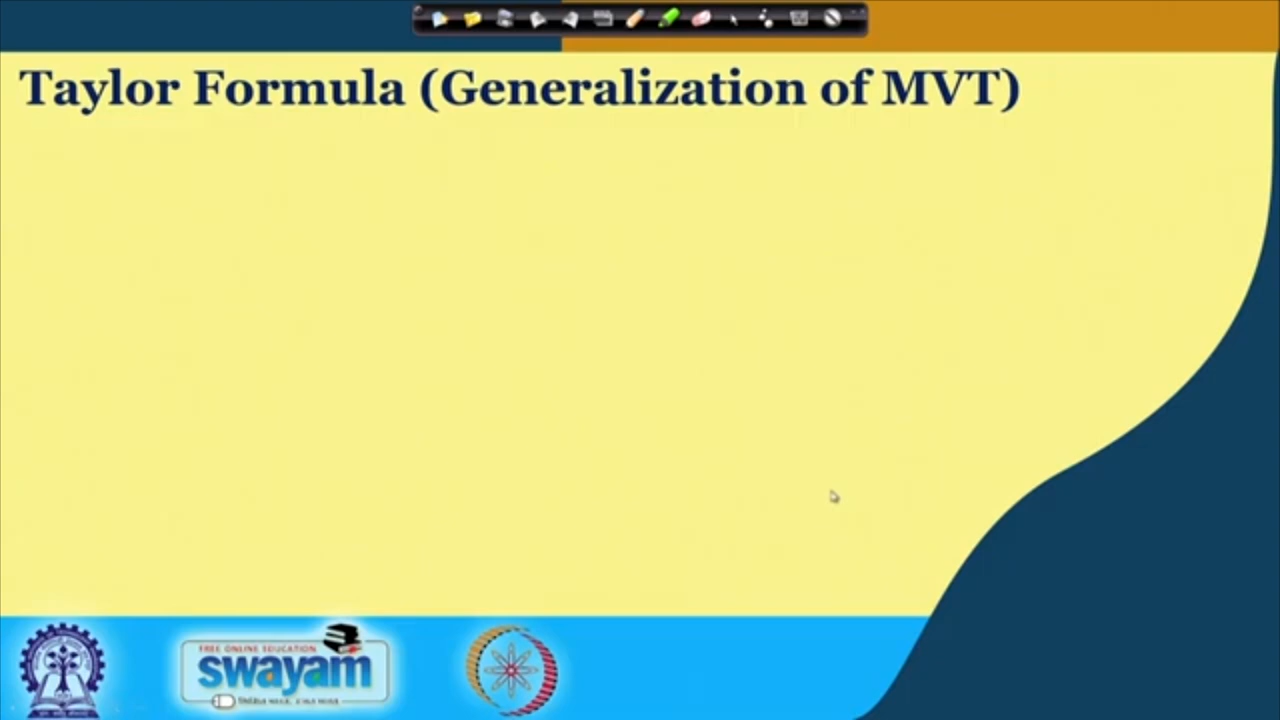 Taylor Formula (Generalization of MVT)
FREE ONLINE EDUCATION
swayam